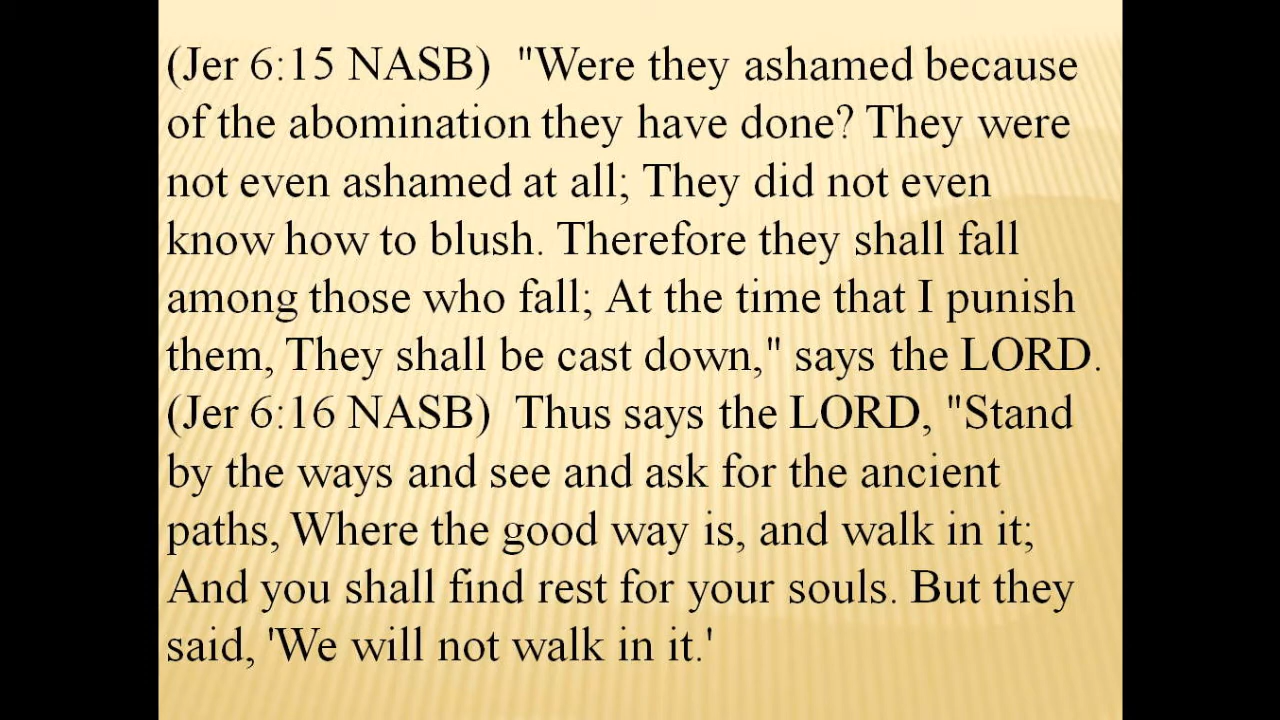 (Jer 6:15 NASB)  "Were they ashamed because
of the abomination they have done? They were
not even ashamed at all; They did not even
know how to blush. Therefore they shall fall
among those who fall; At the time that I punish
them, They shall be cast down," says the LORD.
(Jer 6:16 NASB)  Thus says the LORD, "Stand
by the ways and see and ask for the ancient
paths, Where the good way is, and walk in it;
And you shall find rest for your souls. But they
said, 'We will not walk in it.'